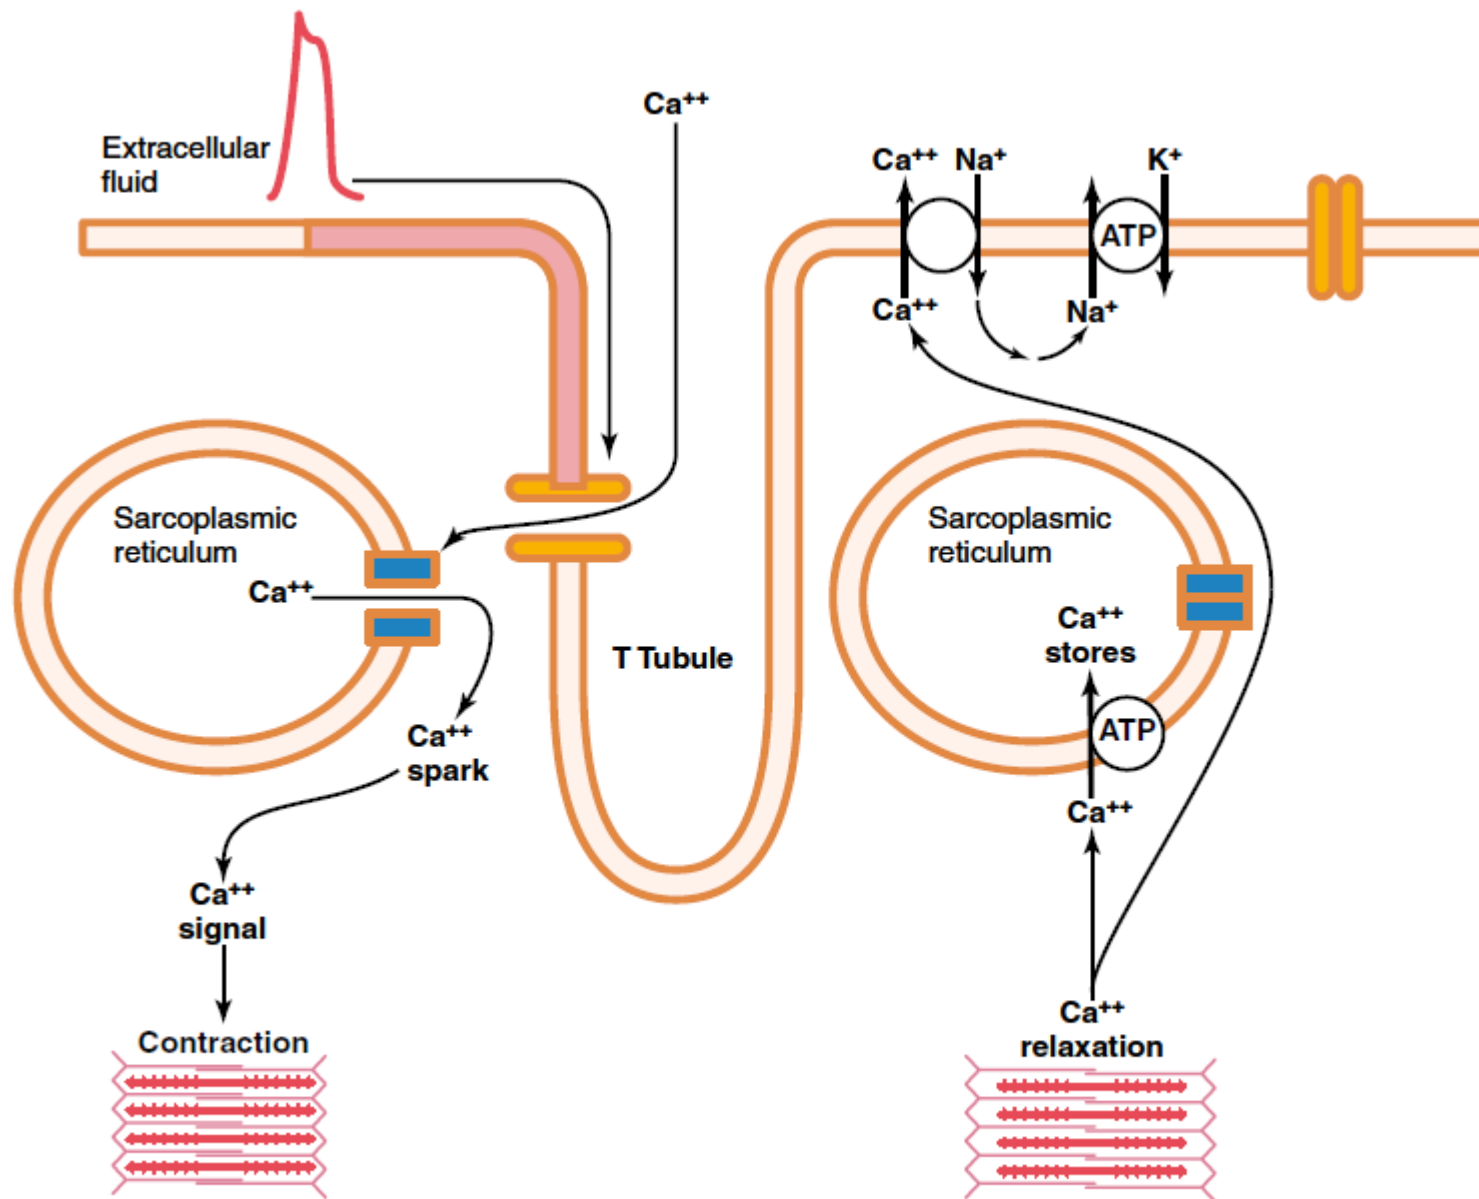 Extracellular
fluid
Ca⁺⁺
Ca⁺⁺ Na⁺
K⁺
ATP
Ca⁺⁺
Na⁺
Sarcoplasmic
reticulum
Ca⁺⁺
T Tubule
Ca⁺⁺
spark
Ca⁺⁺
signal
Contraction
Sarcoplasmic
reticulum
Ca⁺⁺
stores
ATP
Ca⁺⁺
Ca⁺⁺
relaxation